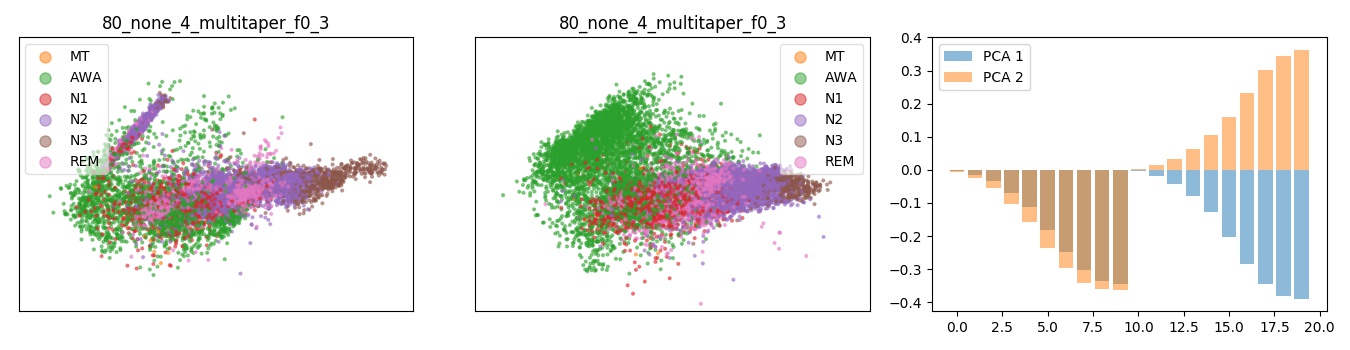 80_none_4_multitaper_f0_3
MT
AWA
N1
N2
N3
REM
80_none_4_multitaper_f0_3
MT
AWA
N1
N2
N3
REM
PCA 1
PCA 2
0.4
0.3
0.2
0.1
0.0
−0.1
−0.2
−0.3
−0.4
0.0 2.5 5.0 7.5 10.0 12.5 15.0 17.5 20.0